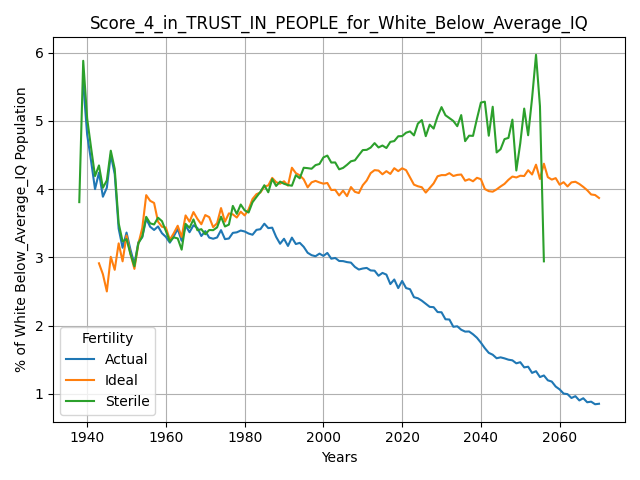 Score_4_in_TRUST_IN_PEOPLE_for_White_Below_Average_IQ
% of White Below_Average_IQ Population
6
5
4
3
2
1
Fertility
Actual
Ideal
Sterile
1940 1960 1980 2000 2020 2040 2060
Years